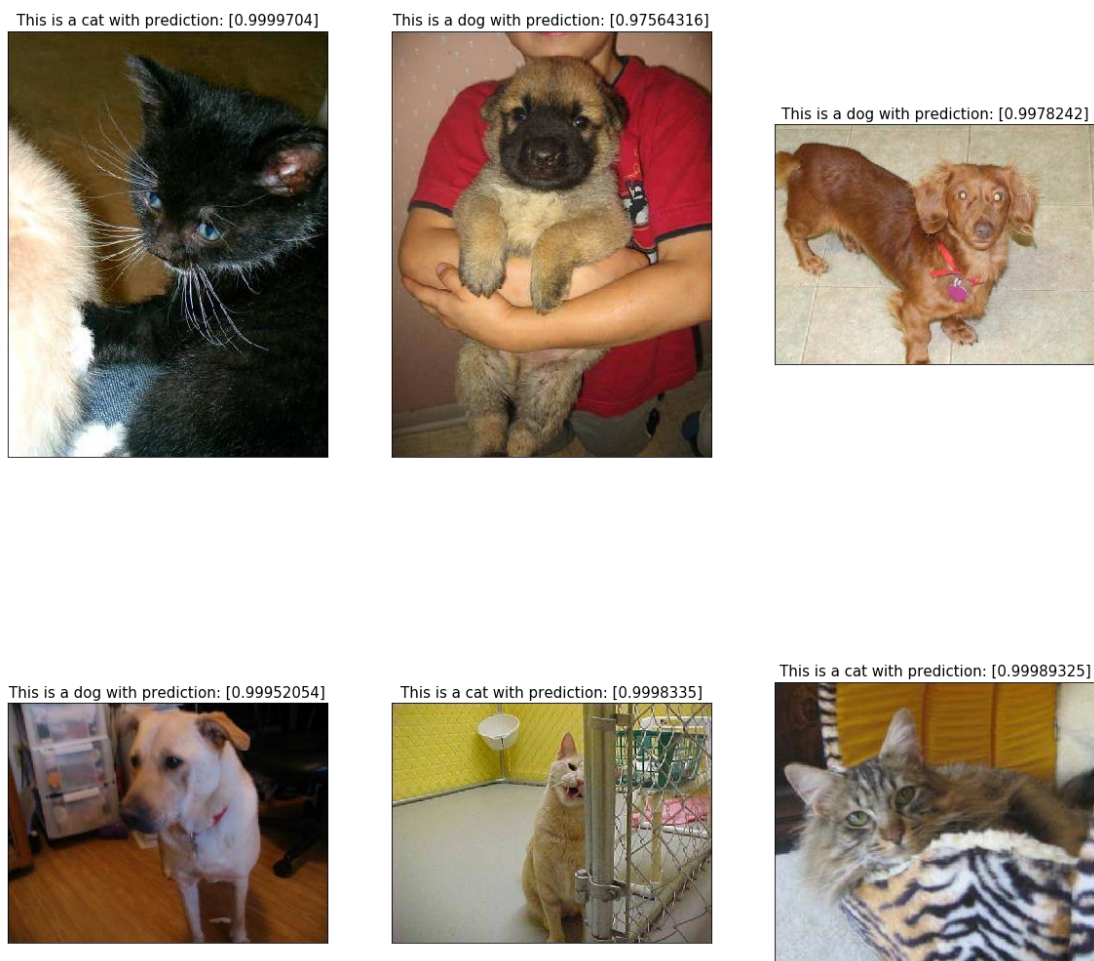 This is a cat with prediction: [0.9999704]
This is a dog with prediction: [0.97564316]
This is a dog with prediction: [0.9978242]
This is a dog with prediction: [0.99952054]
This is a cat with prediction: [0.9998335]
This is a cat with prediction: [0.99989325]